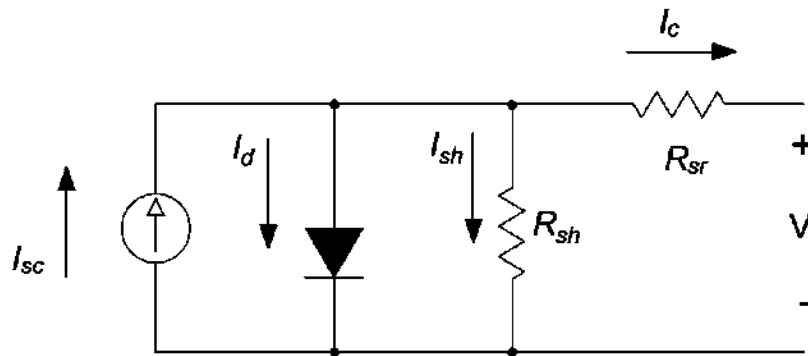 I_c
I_d
I_sh
R_sr
+
R_sh
V
I_sc
-